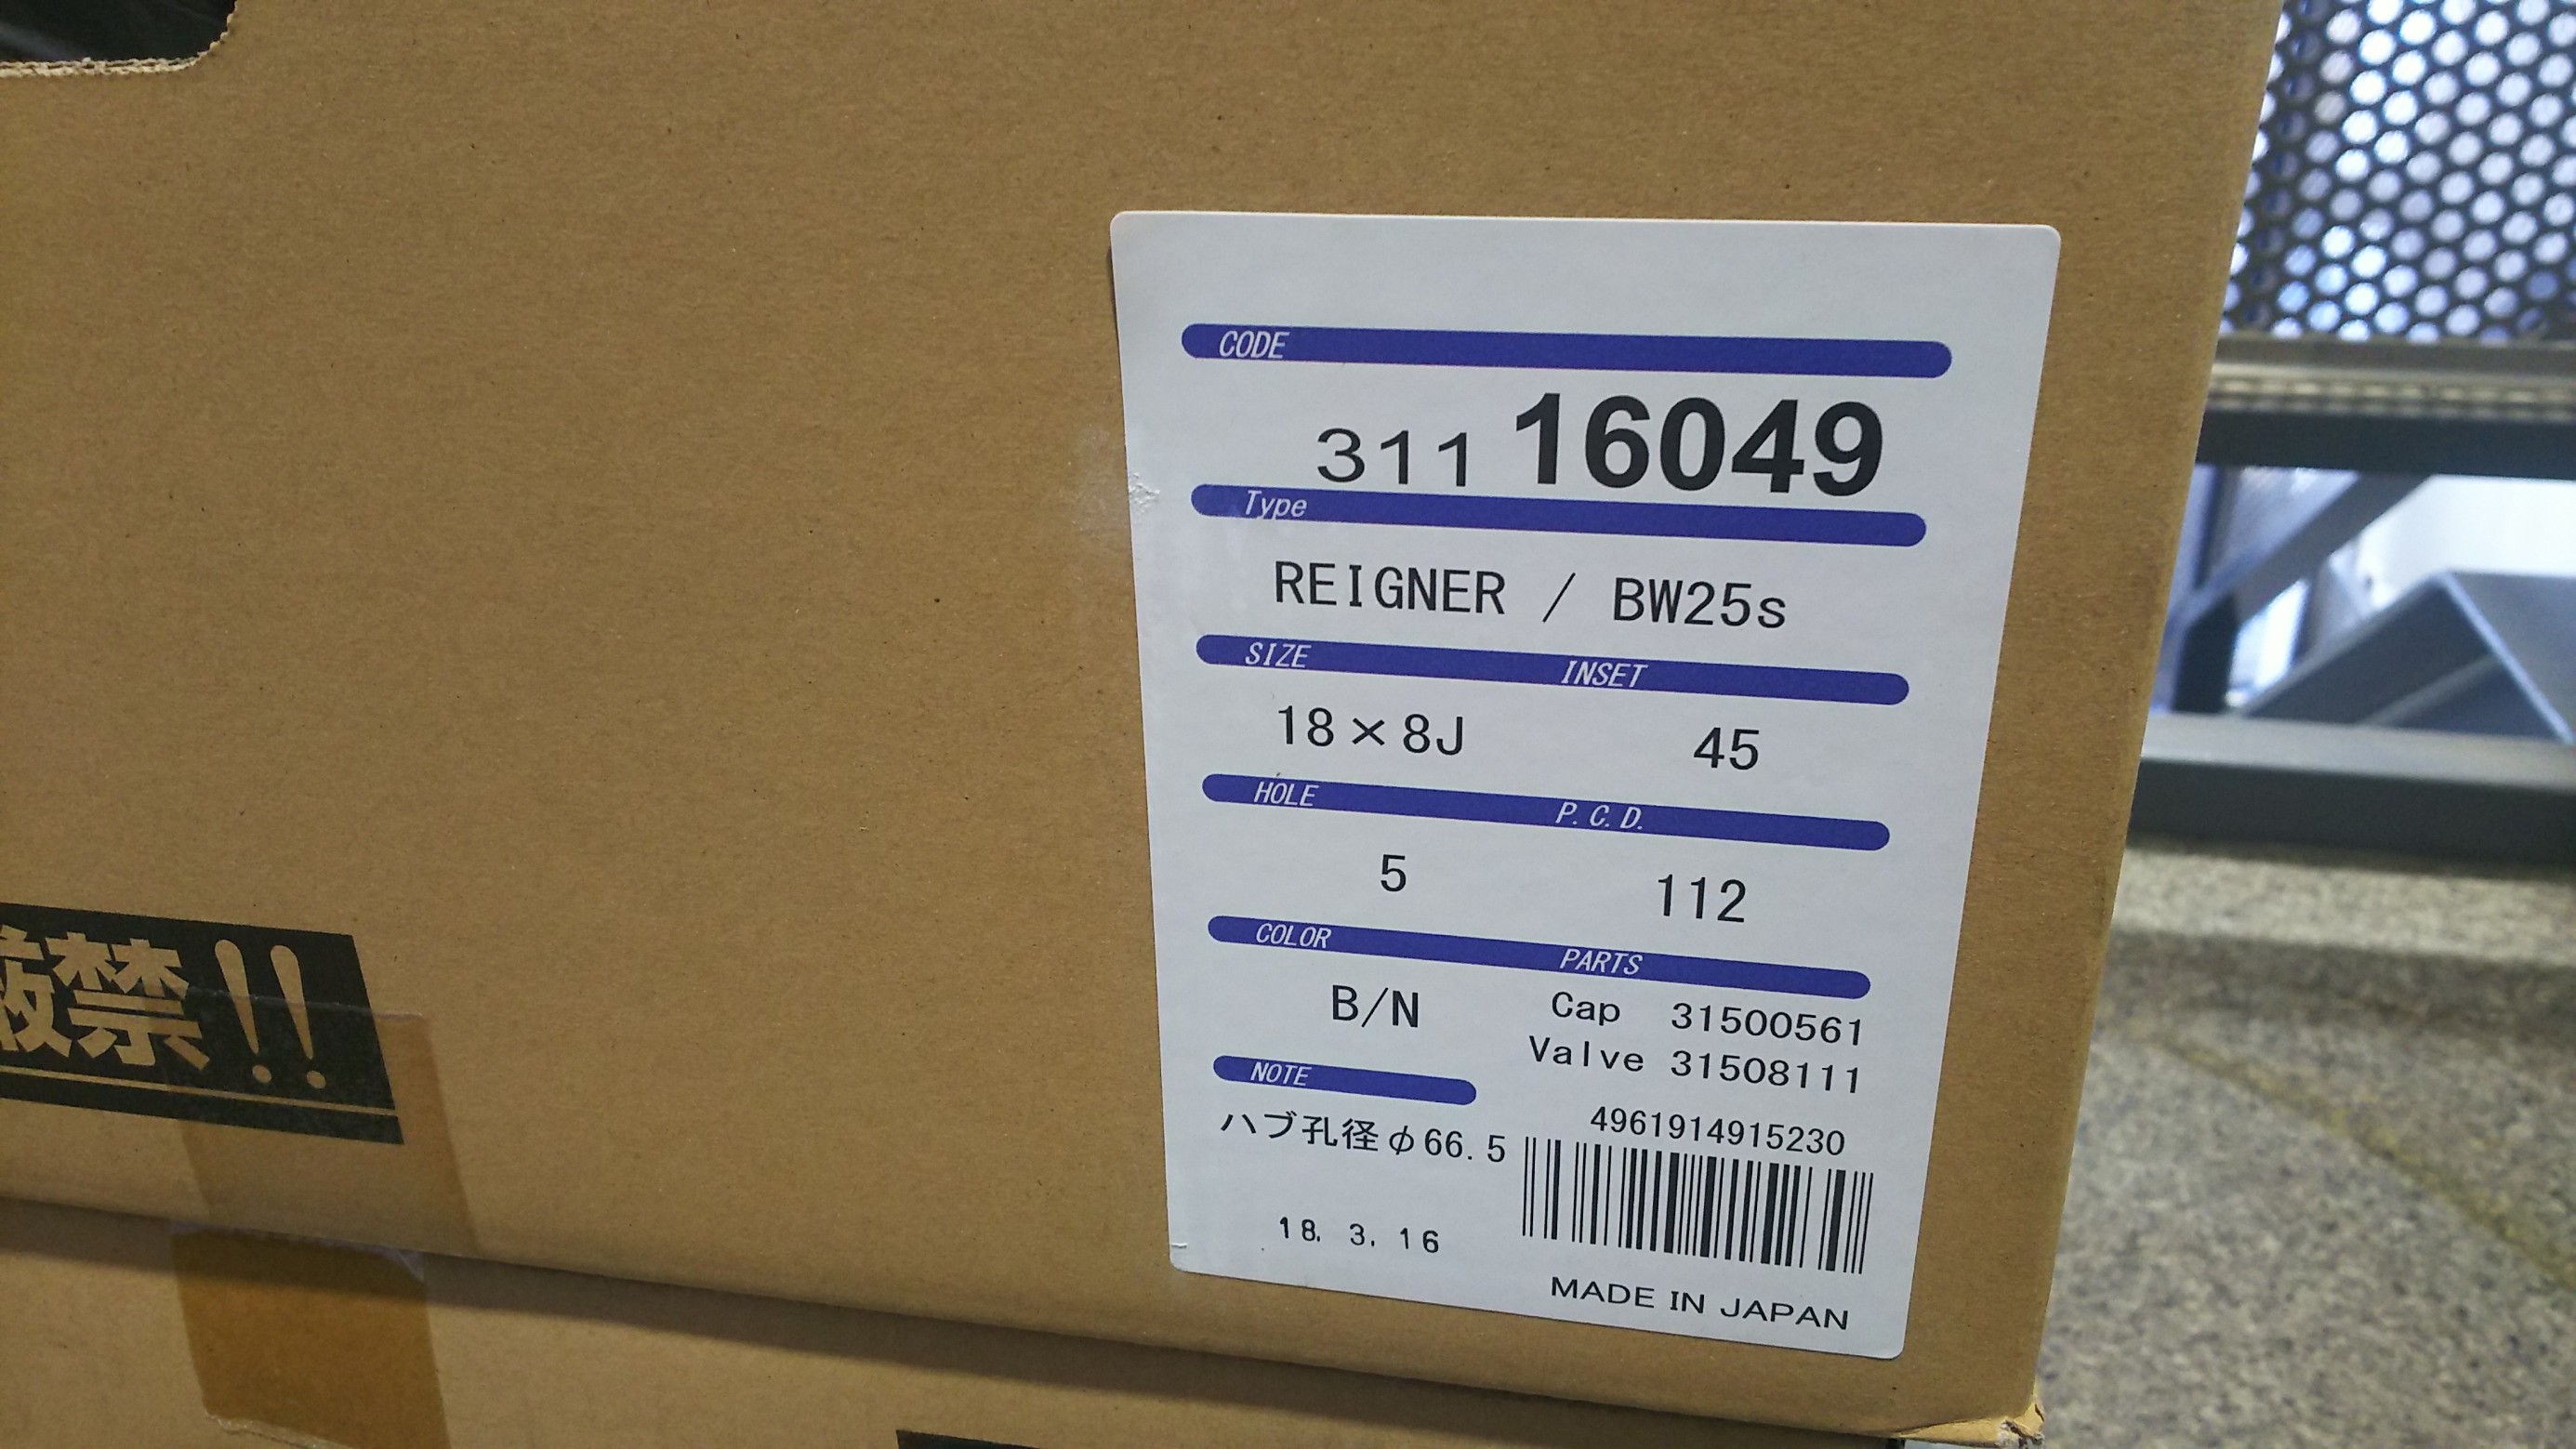 CODE
311 16049
Type
REIGNER / BW25s
SIZE INSET
18×8J 45
HOLE P.C.D.
5 112
COLOR PARTS
B/N Cap 31500561
Valve 31508111
NOTE
ハブ孔径φ66.5
4961914915230
18. 3. 16
MADE IN JAPAN
厳禁!!